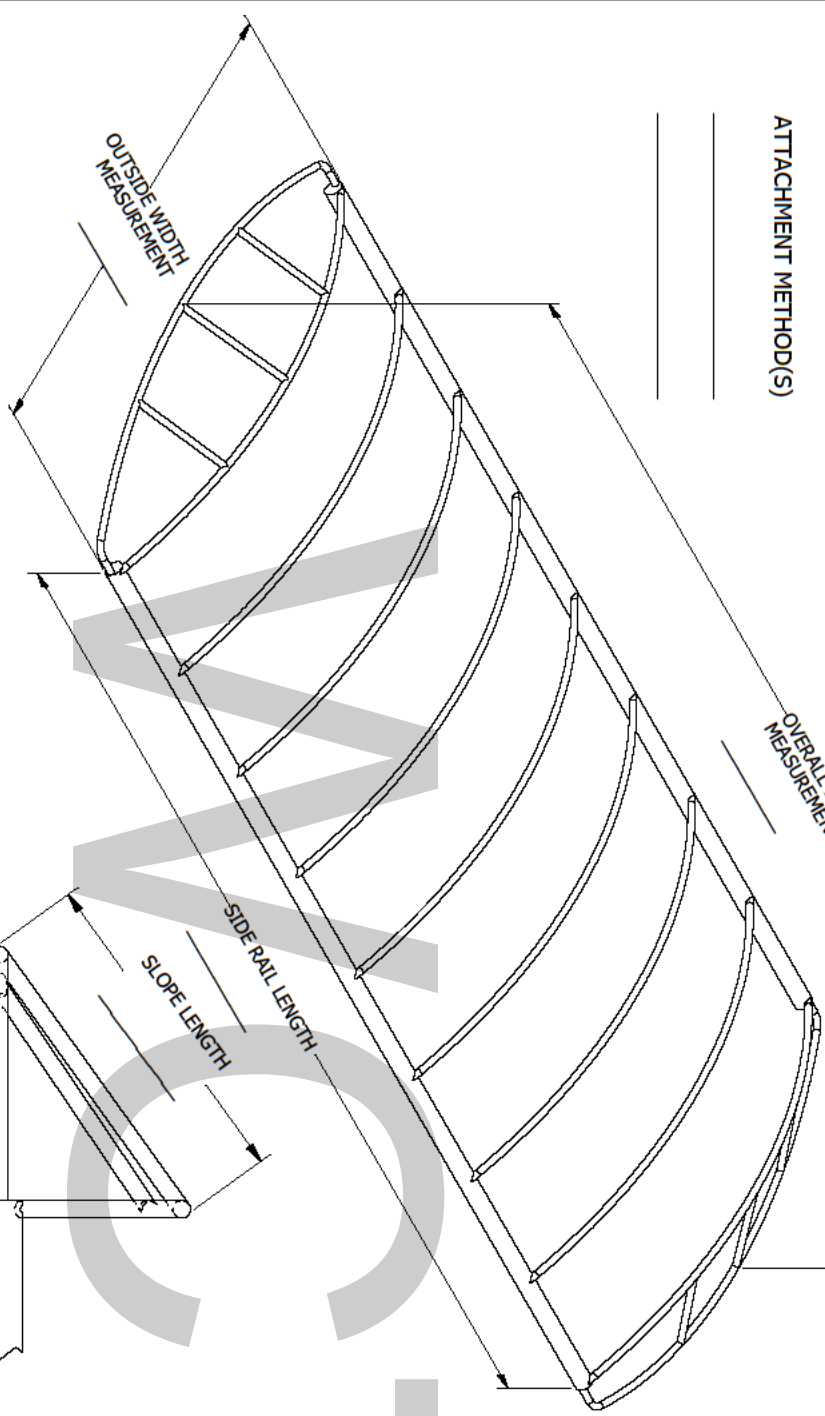 ATTACHMENT METHOD(S)
OUTSIDE WIDTH
MEASUREMENT
OVERALL
SIDE RAIL LENGTH
SLOPE LENGTH